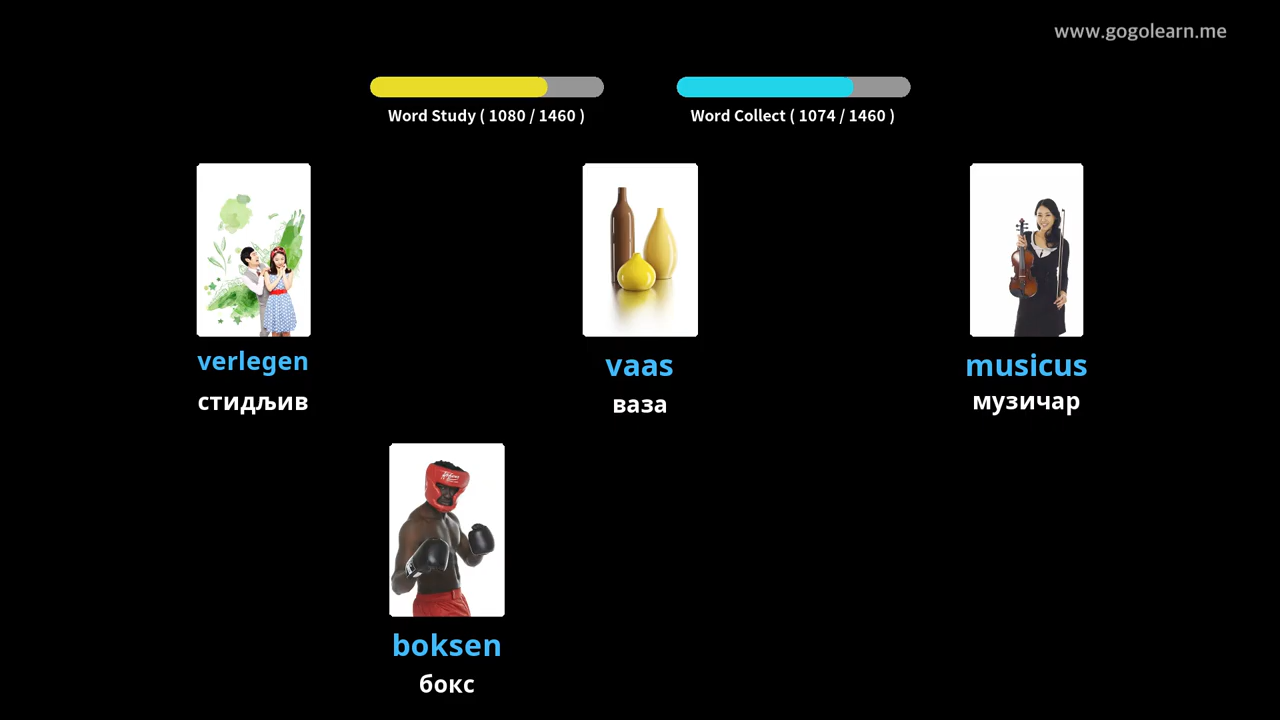 www.gogolearn.me
Word Study ( 1080 / 1460 )
Word Collect ( 1074 / 1460 )
verlegen
стидљив
vaas
ваза
musicus
музичар
boksen
бокс